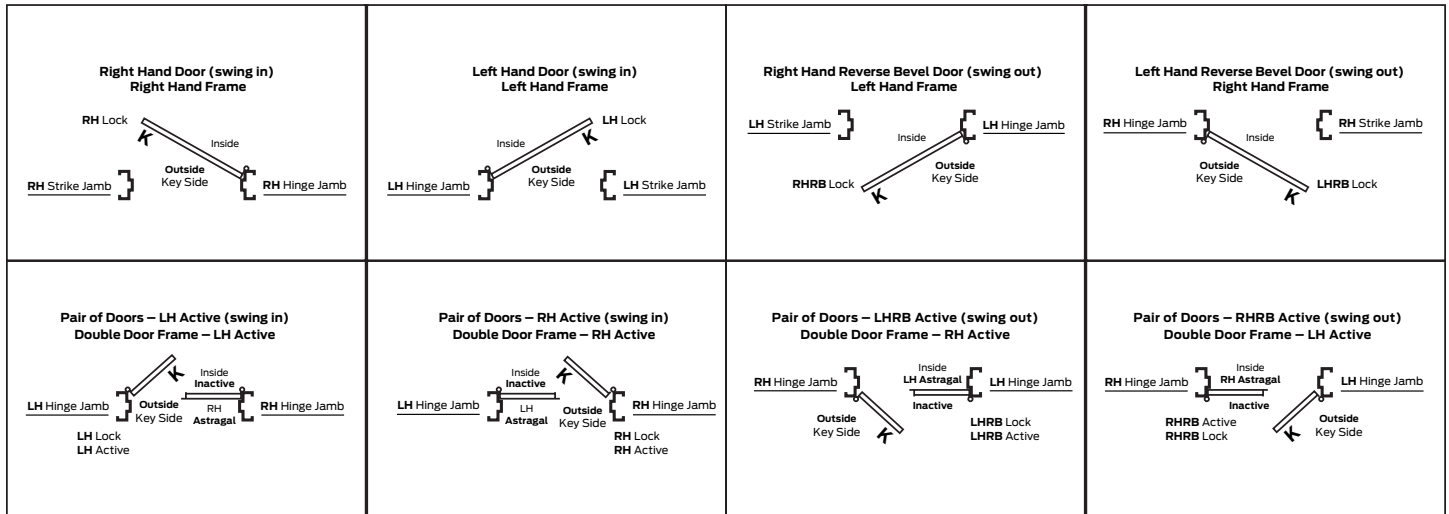 Right Hand Door (swing in)
Right Hand Frame
RH Lock
K
Inside
Outside
Key Side
RH Strike Jamb
RH Hinge Jamb
Left Hand Door (swing in)
Left Hand Frame
LH Lock
K
Inside
Outside
Key Side
LH Hinge Jamb
LH Strike Jamb
Right Hand Reverse Bevel Door (swing out)
Left Hand Frame
LH Strike Jamb
Inside
LH Hinge Jamb
Outside
Key Side
RHRB Lock
K
Left Hand Reverse Bevel Door (swing out)
Right Hand Frame
RH Hinge Jamb
Inside
RH Strike Jamb
Outside
Key Side
K
LHRB Lock
Pair of Doors – LH Active (swing in)
Double Door Frame – LH Active
K
Inside
Inactive
LH Hinge Jamb
Outside
Key Side
RH
Astragal
RH Hinge Jamb
LH Lock
LH Active
Pair of Doors – RH Active (swing in)
Double Door Frame – RH Active
Inside
Inactive
K
LH Hinge Jamb
LH
Astragal
Outside
Key Side
RH Hinge Jamb
RH Lock
RH Active
Pair of Doors – LHRB Active (swing out)
Double Door Frame – RH Active
RH Hinge Jamb
Inside
LH Astragal
Inactive
LH Hinge Jamb
Outside
Key Side
K
LHRB Lock
LHRB Active
Pair of Doors – RHRB Active (swing out)
Double Door Frame – LH Active
RH Hinge Jamb
Inside
RH Astragal
Inactive
LH Hinge Jamb
RHRB Active
RHRB Lock
K
Outside
Key Side